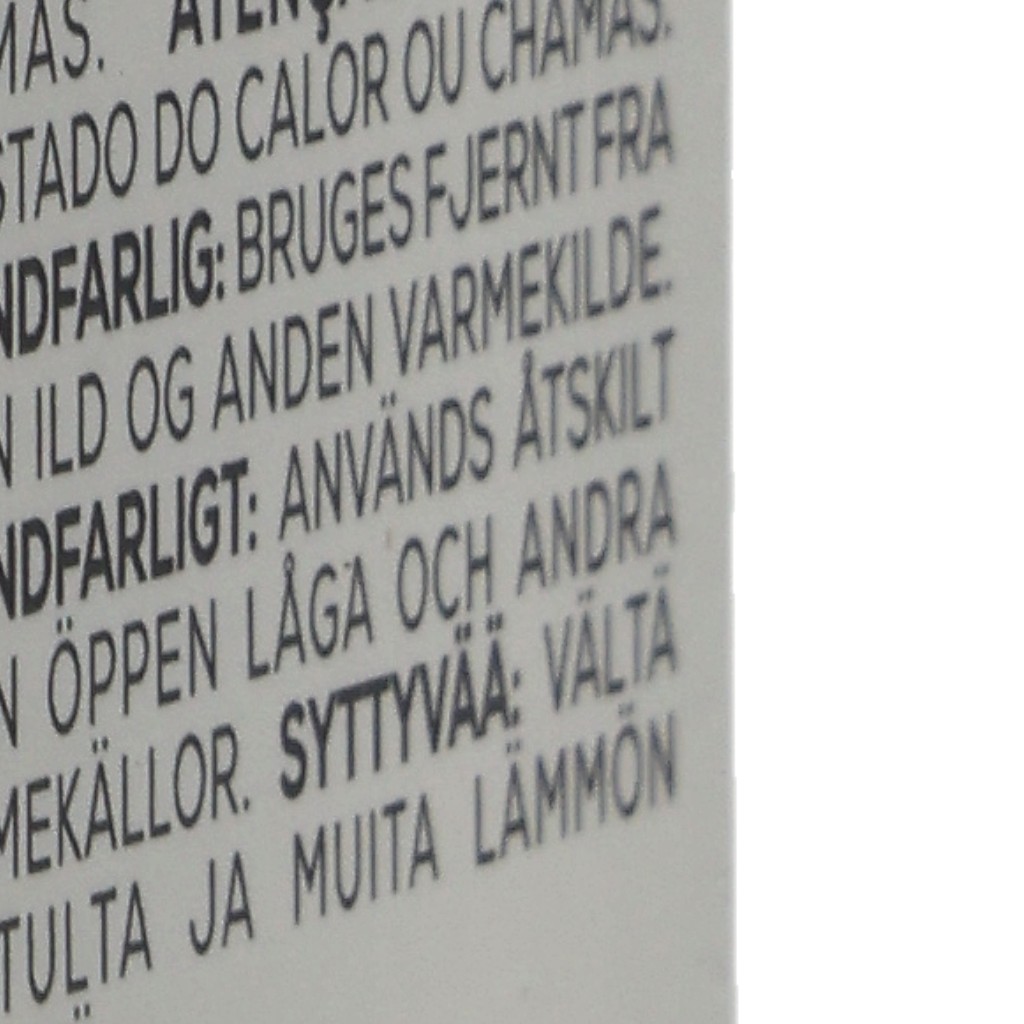 MAS. ATENÇ
STADO DO CALOR OU CHAMAS.
NDFARLIG: BRUGES FJERNT FRA
N ILD OG ANDEN VARMEKILDE.
NDFARLIGT: ANVÄNDS ÅTSKILT
N ÖPPEN LÅGA OCH ANDRA
MEKÄLLOR. SYTTYVÄÄ: VÄLTÄ
TULTA JA MUITA LÄMMÖN